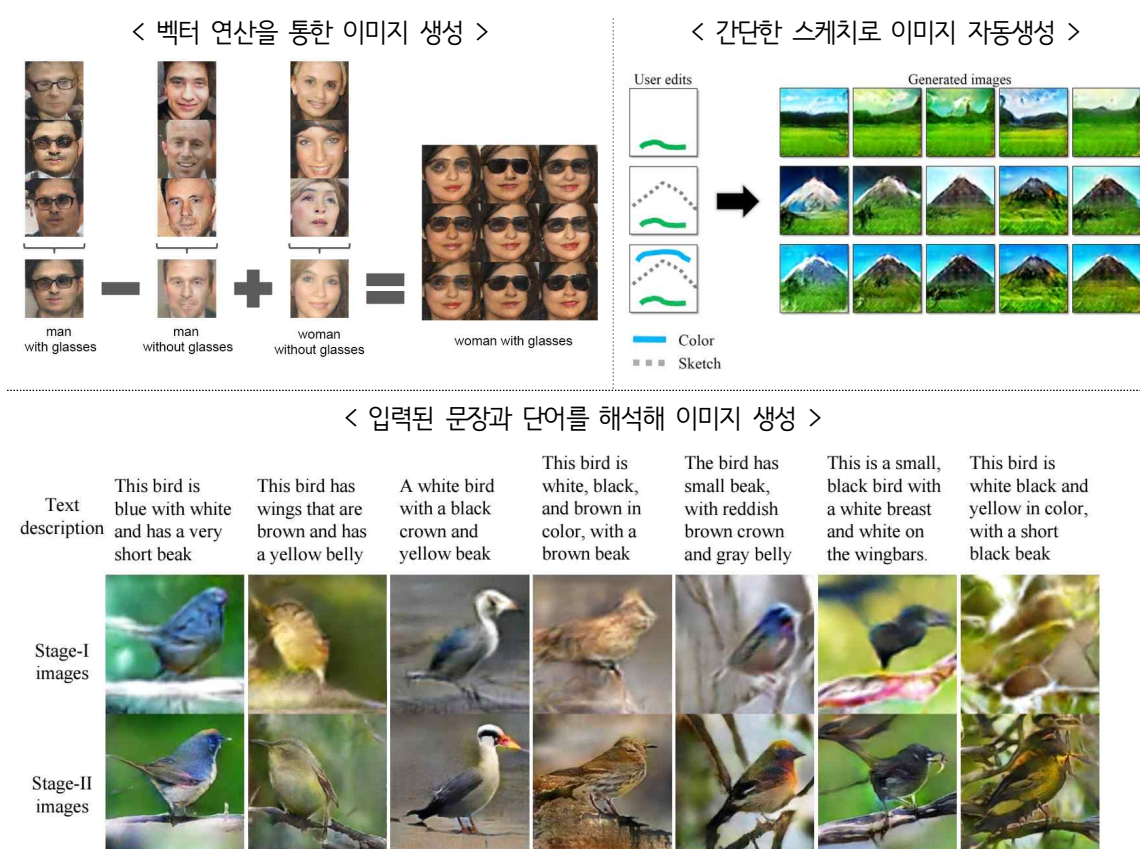 < 벡터 연산을 통한 이미지 생성 >
man
with glasses
man
without glasses
woman
without glasses
woman with glasses
< 간단한 스케치로 이미지 자동생성 >
User edits
Generated images
Color
Sketch
< 입력된 문장과 단어를 해석해 이미지 생성 >
Text
description
This bird is
blue with white
and has a very
short beak
This bird has
wings that are
brown and has
a yellow belly
A white bird
with a black
crown and
yellow beak
This bird is
white, black,
and brown in
color, with a
brown beak
The bird has
small beak,
with reddish
brown crown
and gray belly
This is a small,
black bird with
a white breast
and white on
the wingbars.
This bird is
white black and
yellow in color,
with a short
black beak
Stage-I
images
Stage-II
images